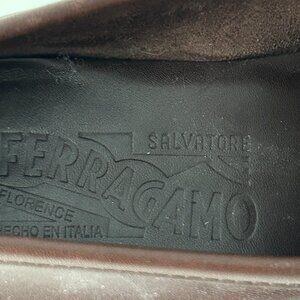 SALVATORE
FERRAGAMO
FLORENCE
HECHO EN ITALIA